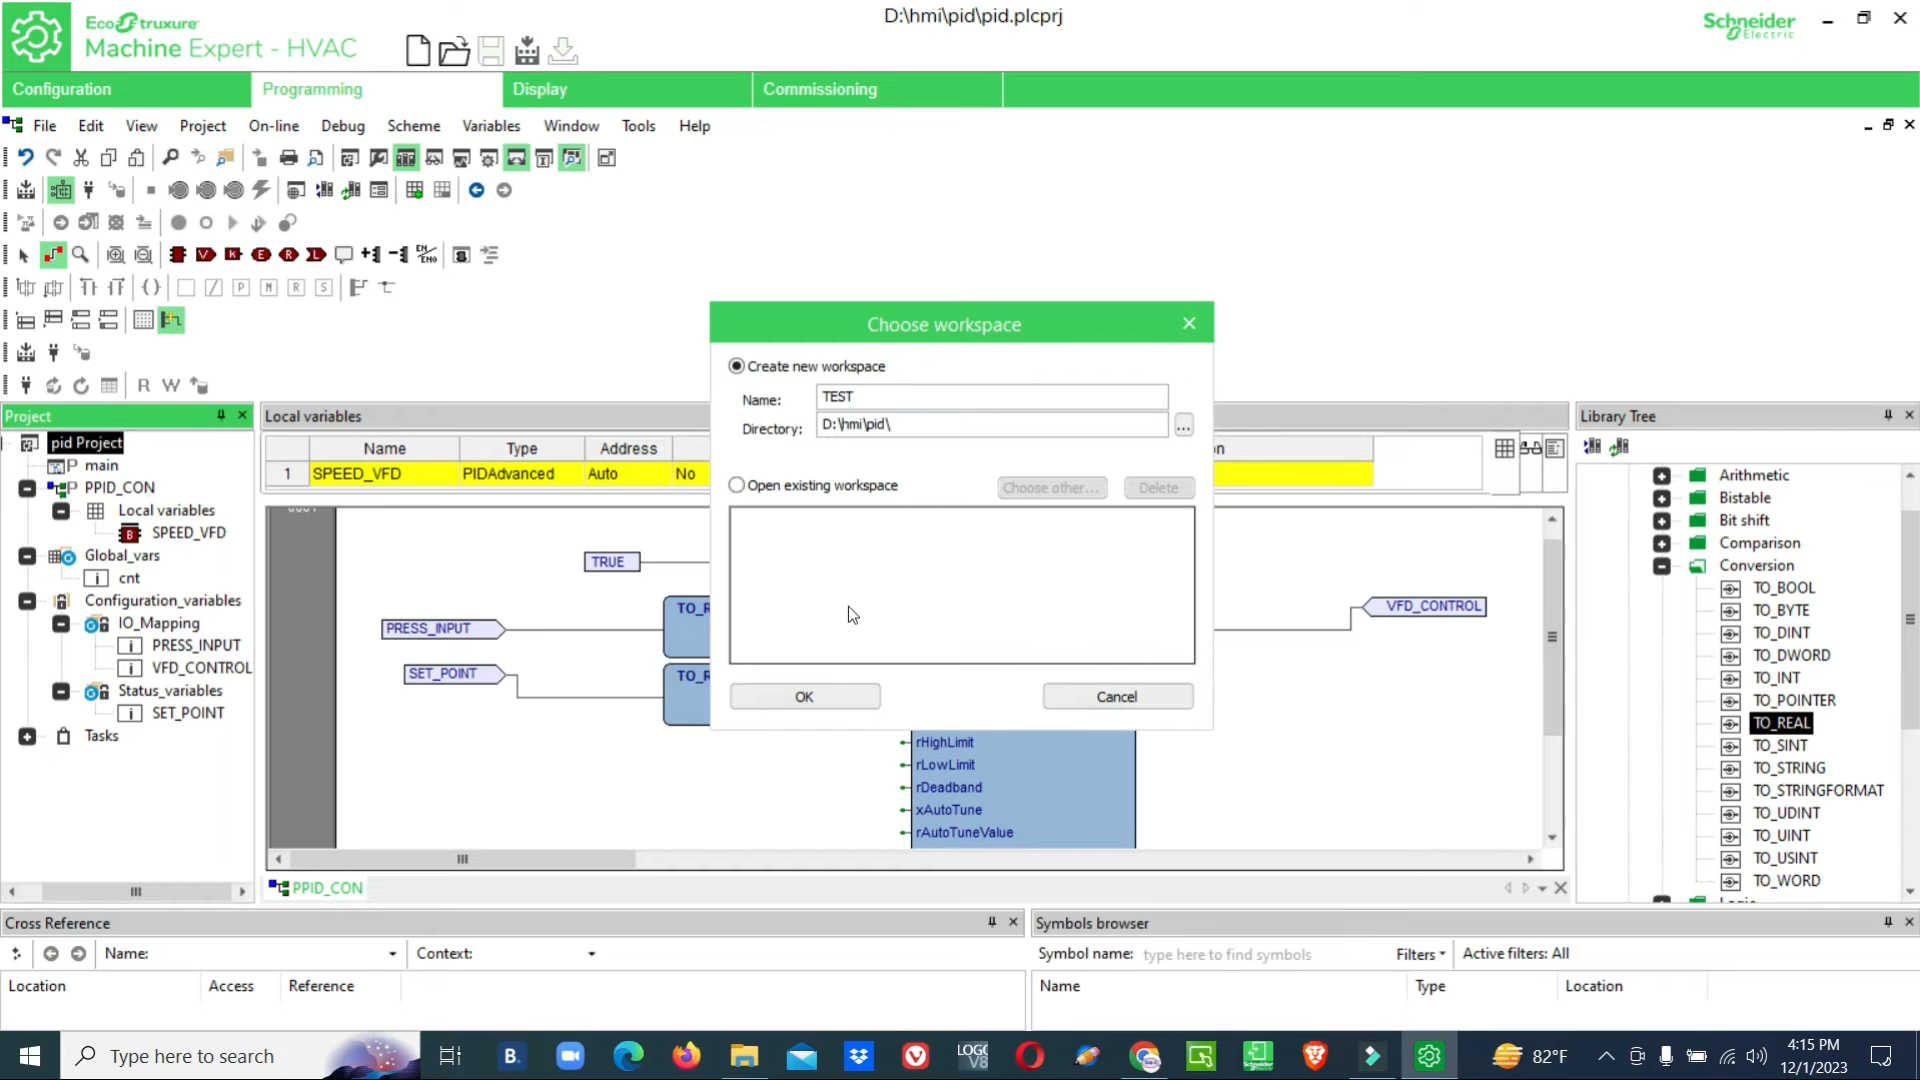 D:\hmi\pid\pid.plcprj
EcoStruxure
Machine Expert - HVAC
Schneider Electric
Configuration
Programming
Display
Commissioning
File Edit View Project On-line Debug Scheme Variables Window Tools Help
Project
pid Project
main
PPID_CON
Local variables
SPEED_VFD
Global_vars
cnt
Configuration_variables
IO_Mapping
PRESS_INPUT
VFD_CONTROL
Status_variables
SET_POINT
Tasks
Local variables
Name Type Address
1 SPEED_VFD PIDAdvanced Auto No
TRUE
PRESS_INPUT
SET_POINT
VFD_CONTROL
rHighLimit
rLowLimit
rDeadband
xAutoTune
rAutoTuneValue
PPID_CON
Choose workspace
Create new workspace
Name: TEST
Directory: D:\hmi\pid\
...
Open existing workspace
Choose other...
Delete
OK
Cancel
Library Tree
Arithmetic
Bistable
Bit shift
Comparison
Conversion
TO_BOOL
TO_BYTE
TO_DINT
TO_DWORD
TO_INT
TO_POINTER
TO_REAL
TO_SINT
TO_STRING
TO_STRINGFORMAT
TO_UDINT
TO_UINT
TO_USINT
TO_WORD
Cross Reference
Name:
Context:
Location Access Reference
Symbols browser
Symbol name: type here to find symbols
Filters
Active filters: All
Name Type Location
Type here to search
82°F
4:15 PM
12/1/2023